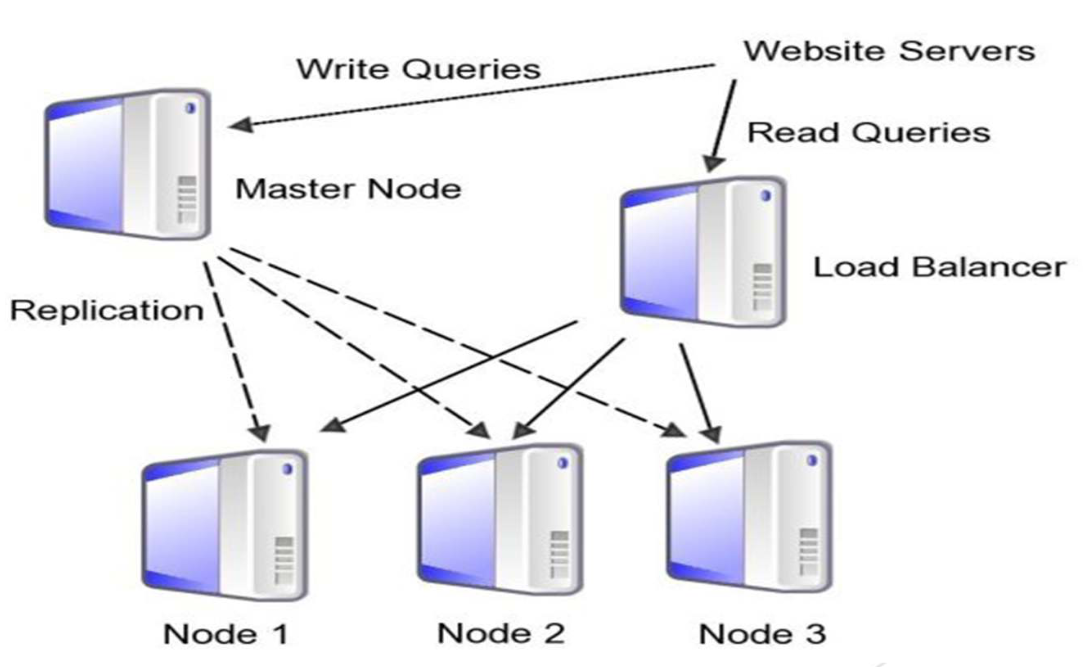 Website Servers
Write Queries
Read Queries
Master Node
Load Balancer
Replication
Node 1
Node 2
Node 3